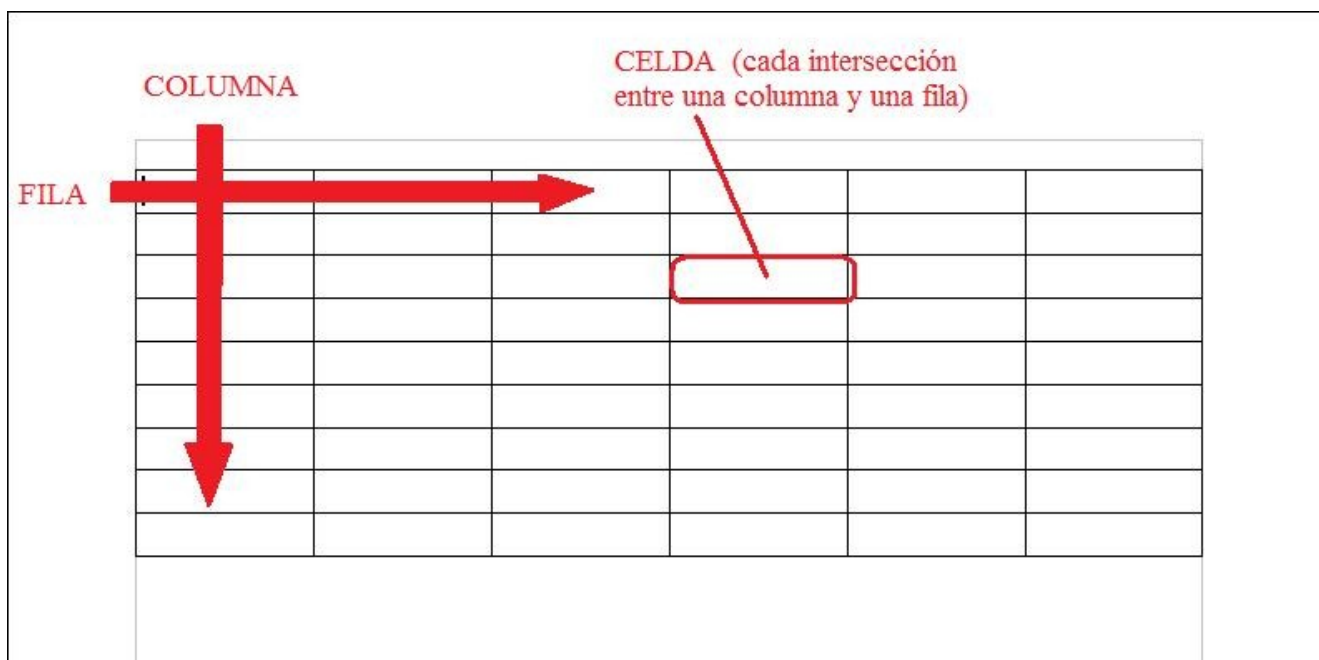 COLUMNA
CELDA (cada intersección
entre una columna y una fila)
FILA